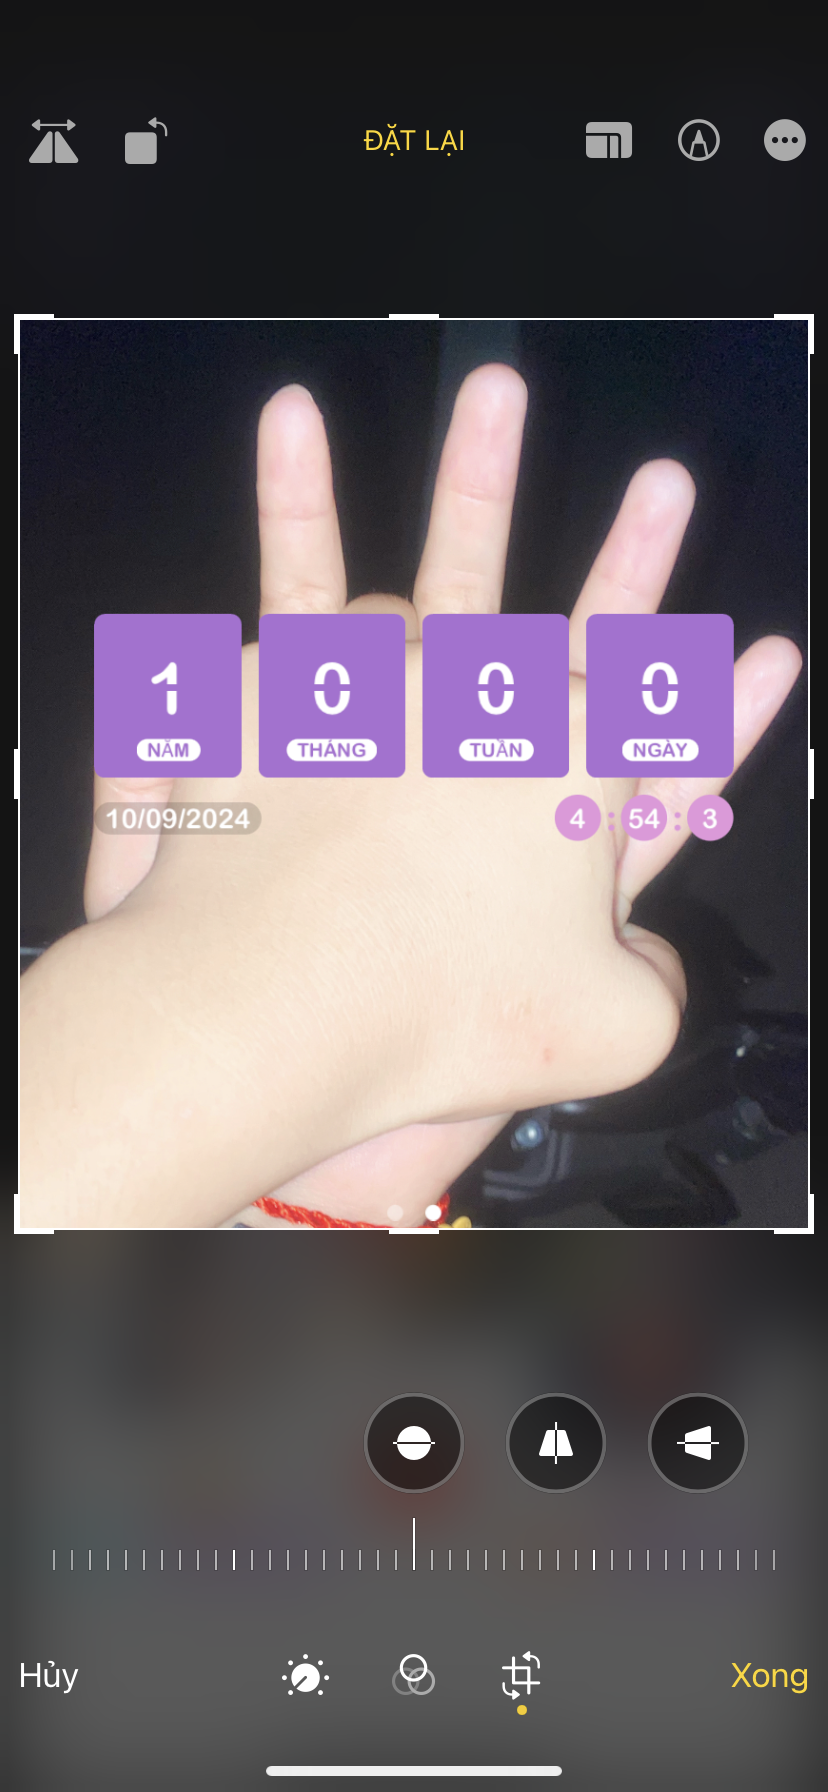 ĐẶT LẠI
1 0 0 0
NĂM THÁNG TUẦN NGÀY
10/09/2024 4 : 54 : 3
Hủy Xong